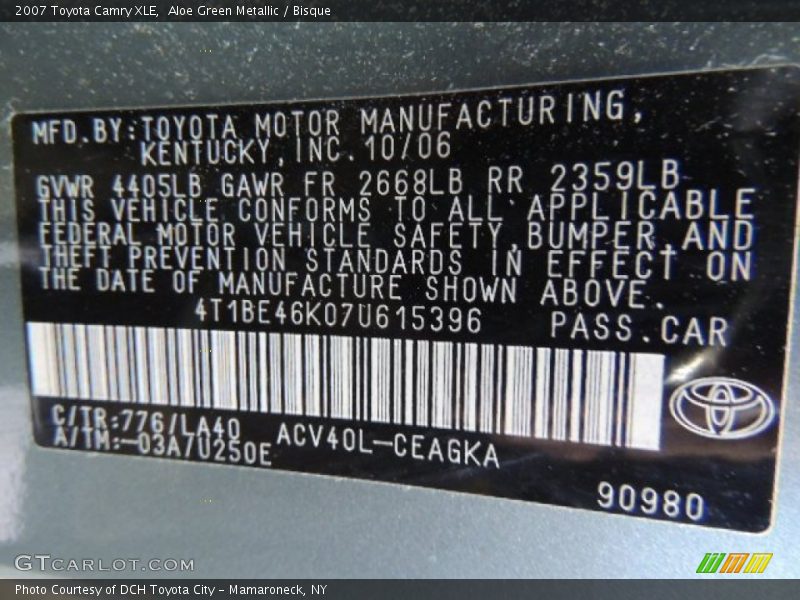 2007 Toyota Camry XLE,  Aloe Green Metallic / Bisque
MFD.BY:TOYOTA MOTOR MANUFACTURING,
KENTUCKY,INC.10/06
GVWR 4405LB GAWR FR 2668LB RR 2359LB
THIS VEHICLE CONFORMS TO ALL APPLICABLE
FEDERAL MOTOR VEHICLE SAFETY,BUMPER,AND
THEFT PREVENTION STANDARDS IN EFFECT ON
THE DATE OF MANUFACTURE SHOWN ABOVE.
4T1BE46K07U615396 PASS.CAR
C/TR:776/LA40
A/TM:-03A7U250E ACV40L-CEAGKA
90980
GTCARLOT.COM
Photo Courtesy of DCH Toyota City - Mamaroneck, NY